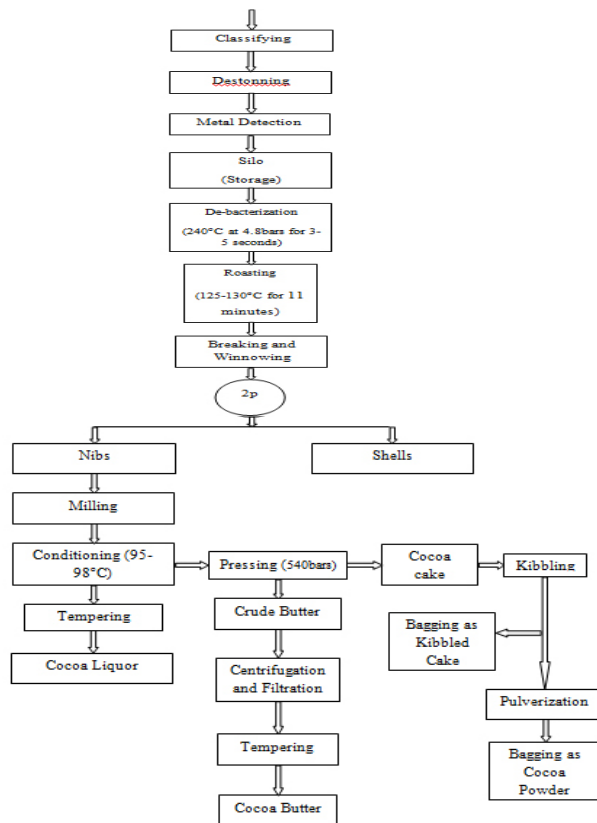 Classifying
Destonning
Metal Detection
Silo
(Storage)
De-bacterization
(240°C at 4.8bars for 3-
5 seconds)
Roasting
(125-130°C for 11
minutes)
Breaking and
Winnowing
2p
Nibs
Shells
Milling
Conditioning (95-
98°C)
Pressing (540bars)
Cocoa
cake
Kibbling
Tempering
Crude Butter
Bagging as
Kibbled
Cake
Cocoa Liquor
Centrifugation
and Filtration
Pulverization
Tempering
Bagging as
Cocoa
Powder
Cocoa Butter